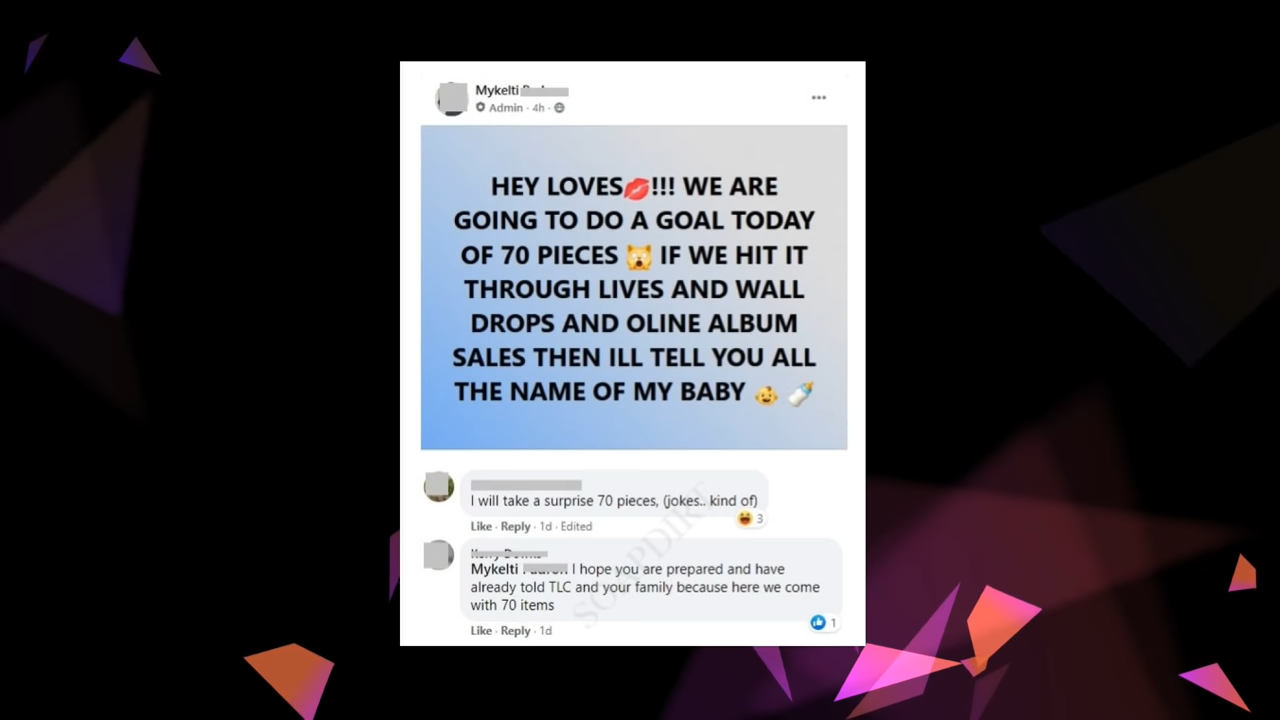 Mykelti
Admin · 4h ·
HEY LOVES💋!!! WE ARE
GOING TO DO A GOAL TODAY
OF 70 PIECES 🙀 IF WE HIT IT
THROUGH LIVES AND WALL
DROPS AND OLINE ALBUM
SALES THEN ILL TELL YOU ALL
THE NAME OF MY BABY 👶 🍼
I will take a surprise 70 pieces, (jokes.. kind of)
3
Like · Reply · 1d · Edited
Mykelti I hope you are prepared and have
already told TLC and your family because here we come
with 70 items
1
Like · Reply · 1d
SOAPDIRT